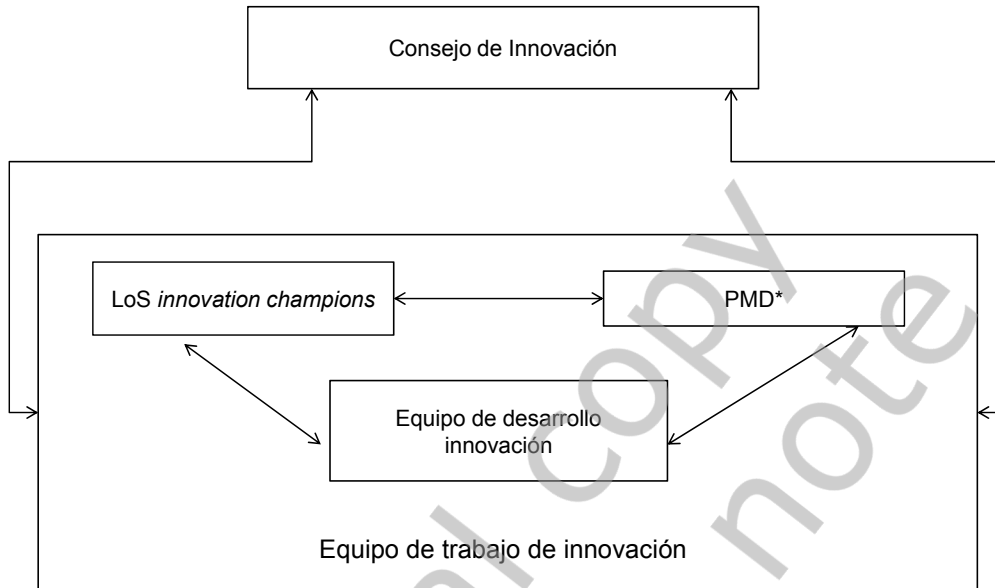 Consejo de Innovación
LoS innovation champions
PMD*
Equipo de desarrollo
innovación
Equipo de trabajo de innovación
copy
note